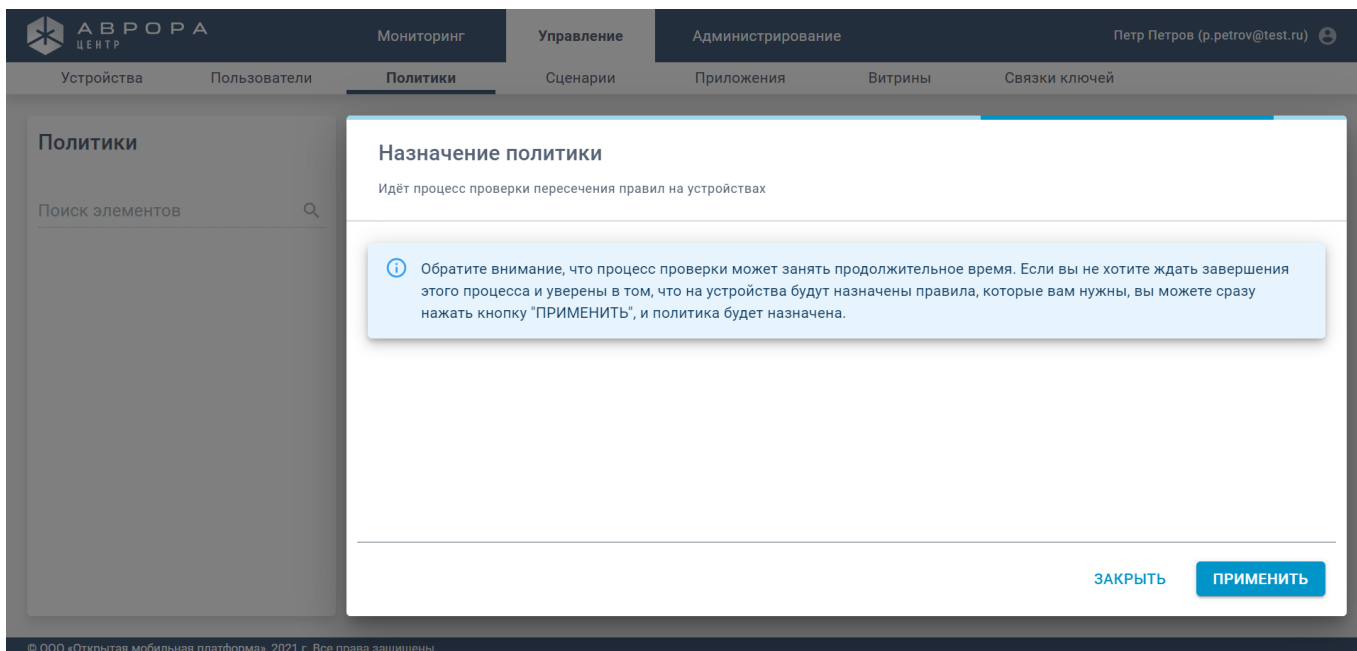 АВРОРА
ЦЕНТР
Мониторинг
Управление
Администрирование
Петр Петров (p.petrov@test.ru)
Устройства
Пользователи
Политики
Сценарии
Приложения
Витрины
Связки ключей
Политики
Поиск элементов
Назначение политики
Идёт процесс проверки пересечения правил на устройствах
Обратите внимание, что процесс проверки может занять продолжительное время. Если вы не хотите ждать завершения
этого процесса и уверены в том, что на устройства будут назначены правила, которые вам нужны, вы можете сразу
нажать кнопку "ПРИМЕНИТЬ", и политика будет назначена.
ЗАКРЫТЬ
ПРИМЕНИТЬ
© ООО «Открытая мобильная платформа», 2021 г. Все права защищены